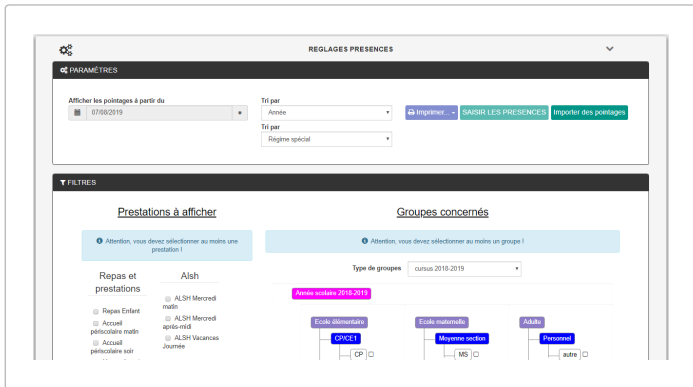 REGLAGES PRESENCES
PARAMÈTRES
Afficher les pointages à partir du
07/08/2019
Tri par
Année
Imprimer...
SAISIR LES PRESENCES
Importer des pointages
Tri par
Régime spécial
FILTRES
Prestations à afficher
Groupes concernés
Attention, vous devez sélectionner au moins une
prestation !
Attention, vous devez sélectionner au moins un groupe !
Repas et
prestations
Repas Enfant
Accueil
périscolaire matin
Accueil
périscolaire soir
Alsh
ALSH Mercredi
matin
ALSH Mercredi
après-midi
ALSH Vacances
Journée
Type de groupes
cursus 2018-2019
Année scolaire 2018-2019
Ecole élémentaire
CP/CE1
CP
Ecole maternelle
Moyenne section
MS
Adulte
Personnel
autre